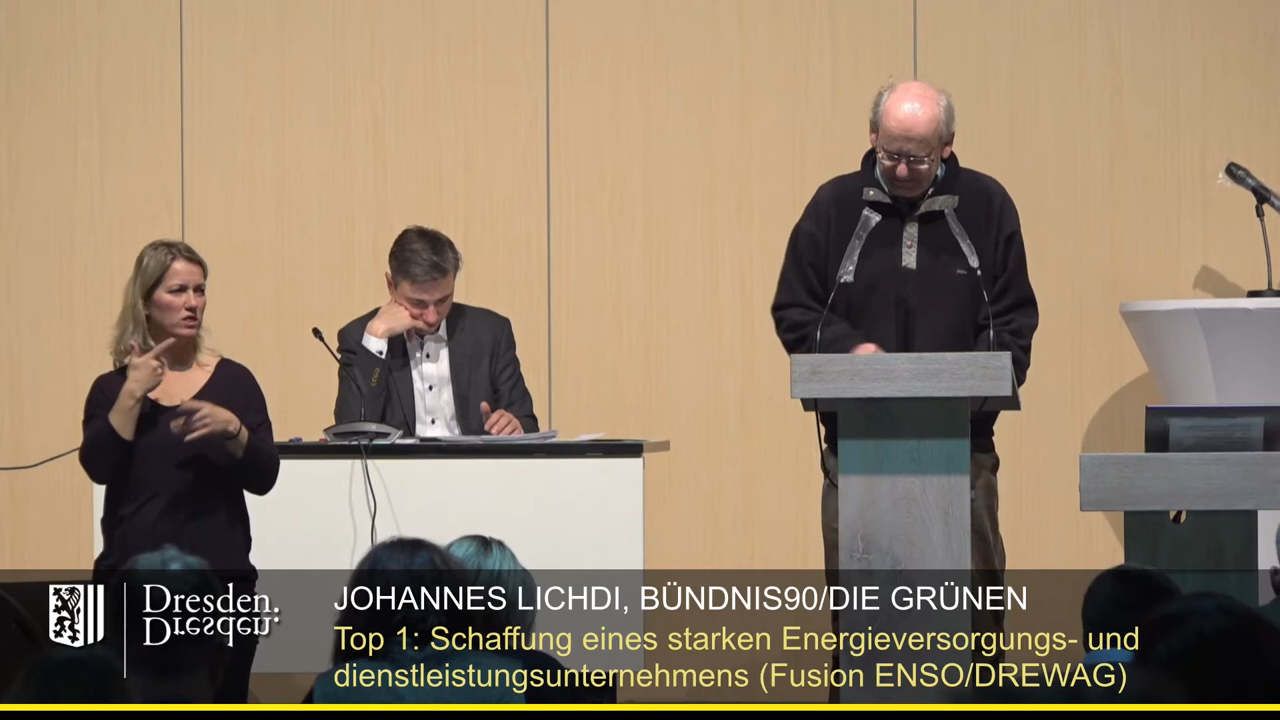 Dresden.
Dresden.
JOHANNES LICHDI, BÜNDNIS90/DIE GRÜNEN
Top 1: Schaffung eines starken Energieversorgungs- und
dienstleistungsunternehmens (Fusion ENSO/DREWAG)